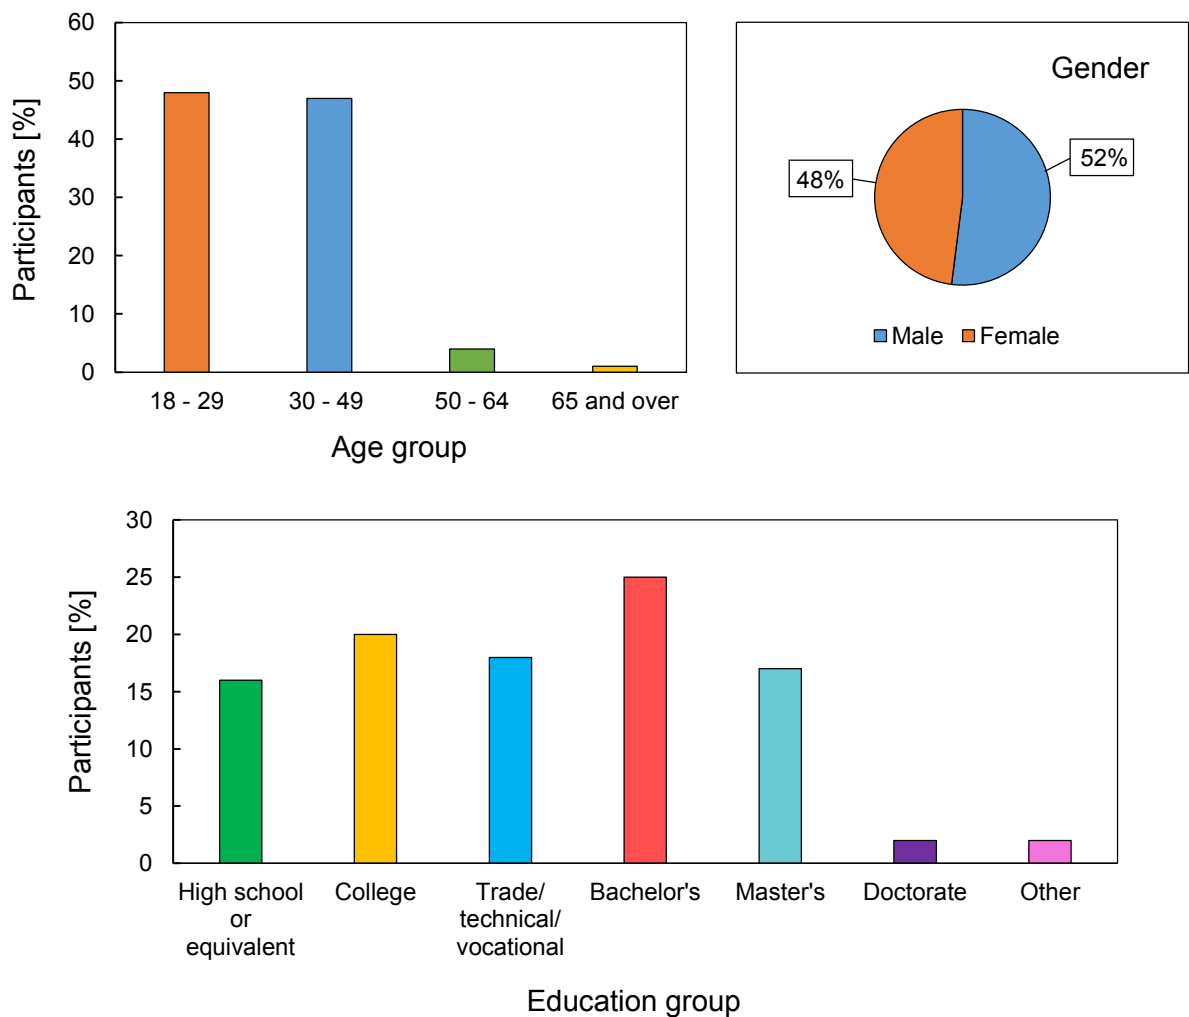 60
50
40
30
20
10
0
Participants [%]
18 - 29
30 - 49
50 - 64
65 and over
Age group
Gender
48%
52%
Male
Female
30
25
20
15
10
5
0
Participants [%]
High school
or
equivalent
College
Trade/
technical/
vocational
Bachelor's
Master's
Doctorate
Other
Education group